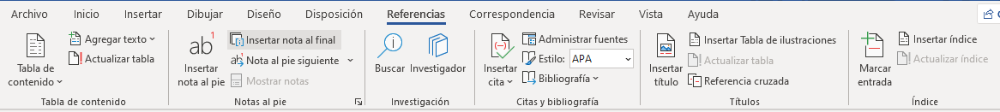 Archivo Inicio Insertar Dibujar Diseño Disposición Referencias Correspondencia Revisar Vista Ayuda
Tabla de contenido
Agregar texto
Actualizar tabla
Tabla de contenido
ab1
Insertar nota al pie
Insertar nota al final
Nota al pie siguiente
Mostrar notas
Notas al pie
Buscar
Investigador
Investigación
Insertar cita
Administrar fuentes
Estilo: APA
Bibliografía
Citas y bibliografía
Insertar título
Insertar Tabla de ilustraciones
Actualizar tabla
Referencia cruzada
Títulos
Marcar entrada
Insertar índice
Actualizar índice
Índice